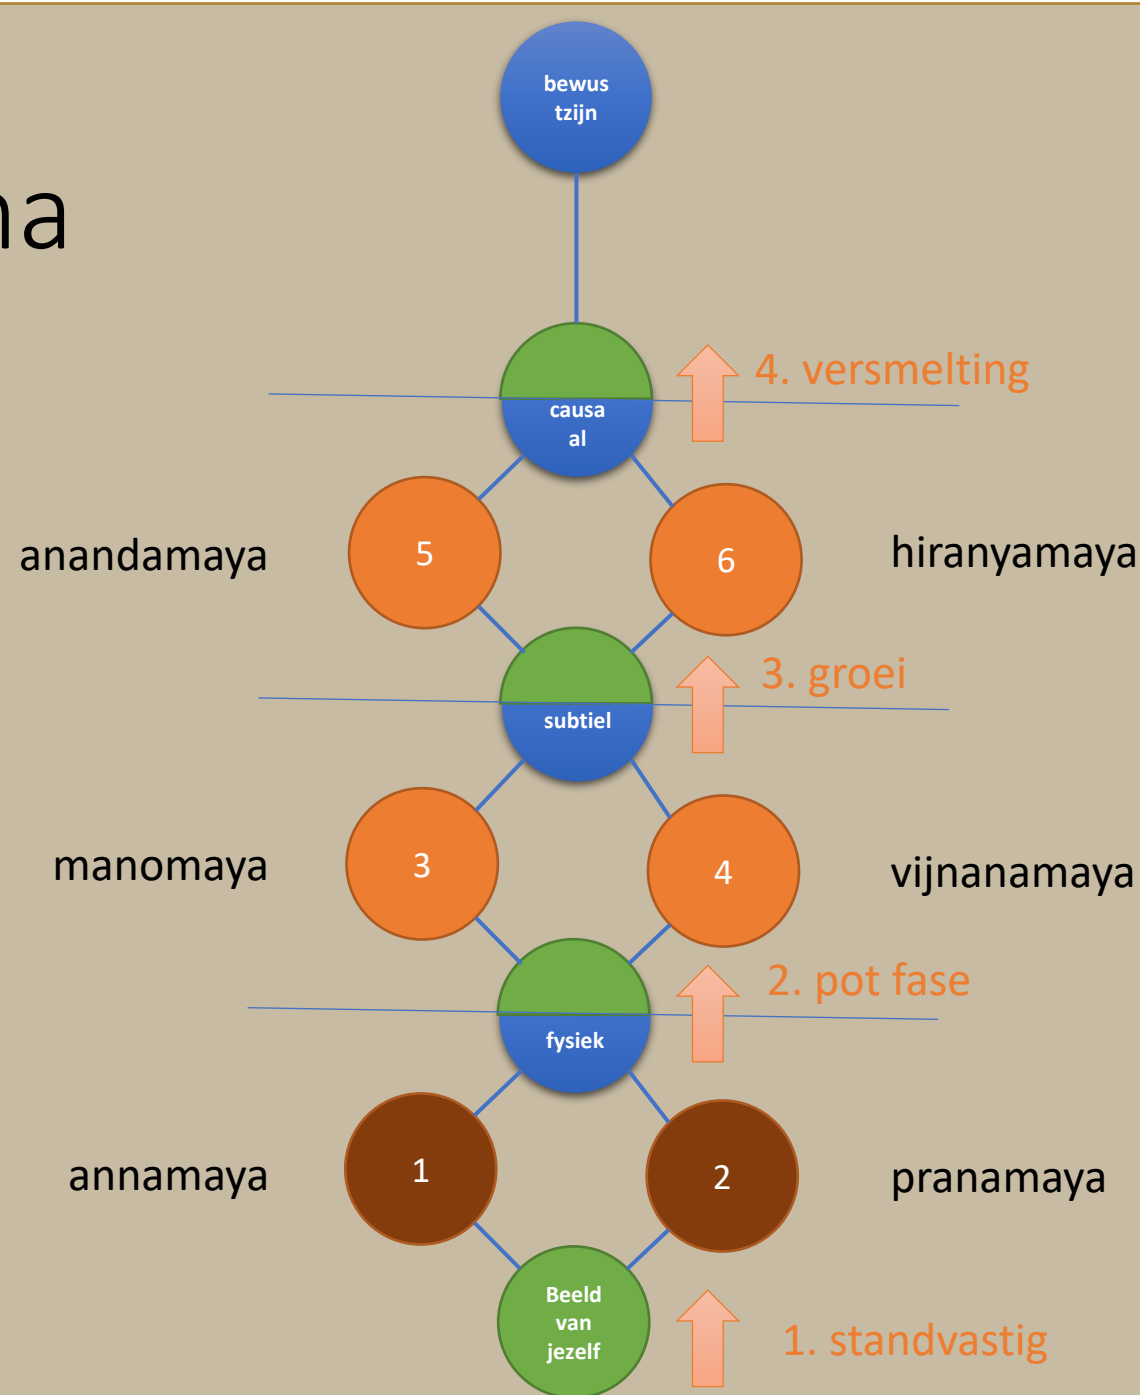 bewus
tzijn
na
4. versmelting
causa
al
anandamaya
5
6
hiranyamaya
3. groei
subtiel
manomaya
3
4
vijnanamaya
2. pot fase
fysiek
annamaya
1
2
pranamaya
Beeld
van
jezelf
1. standvastig